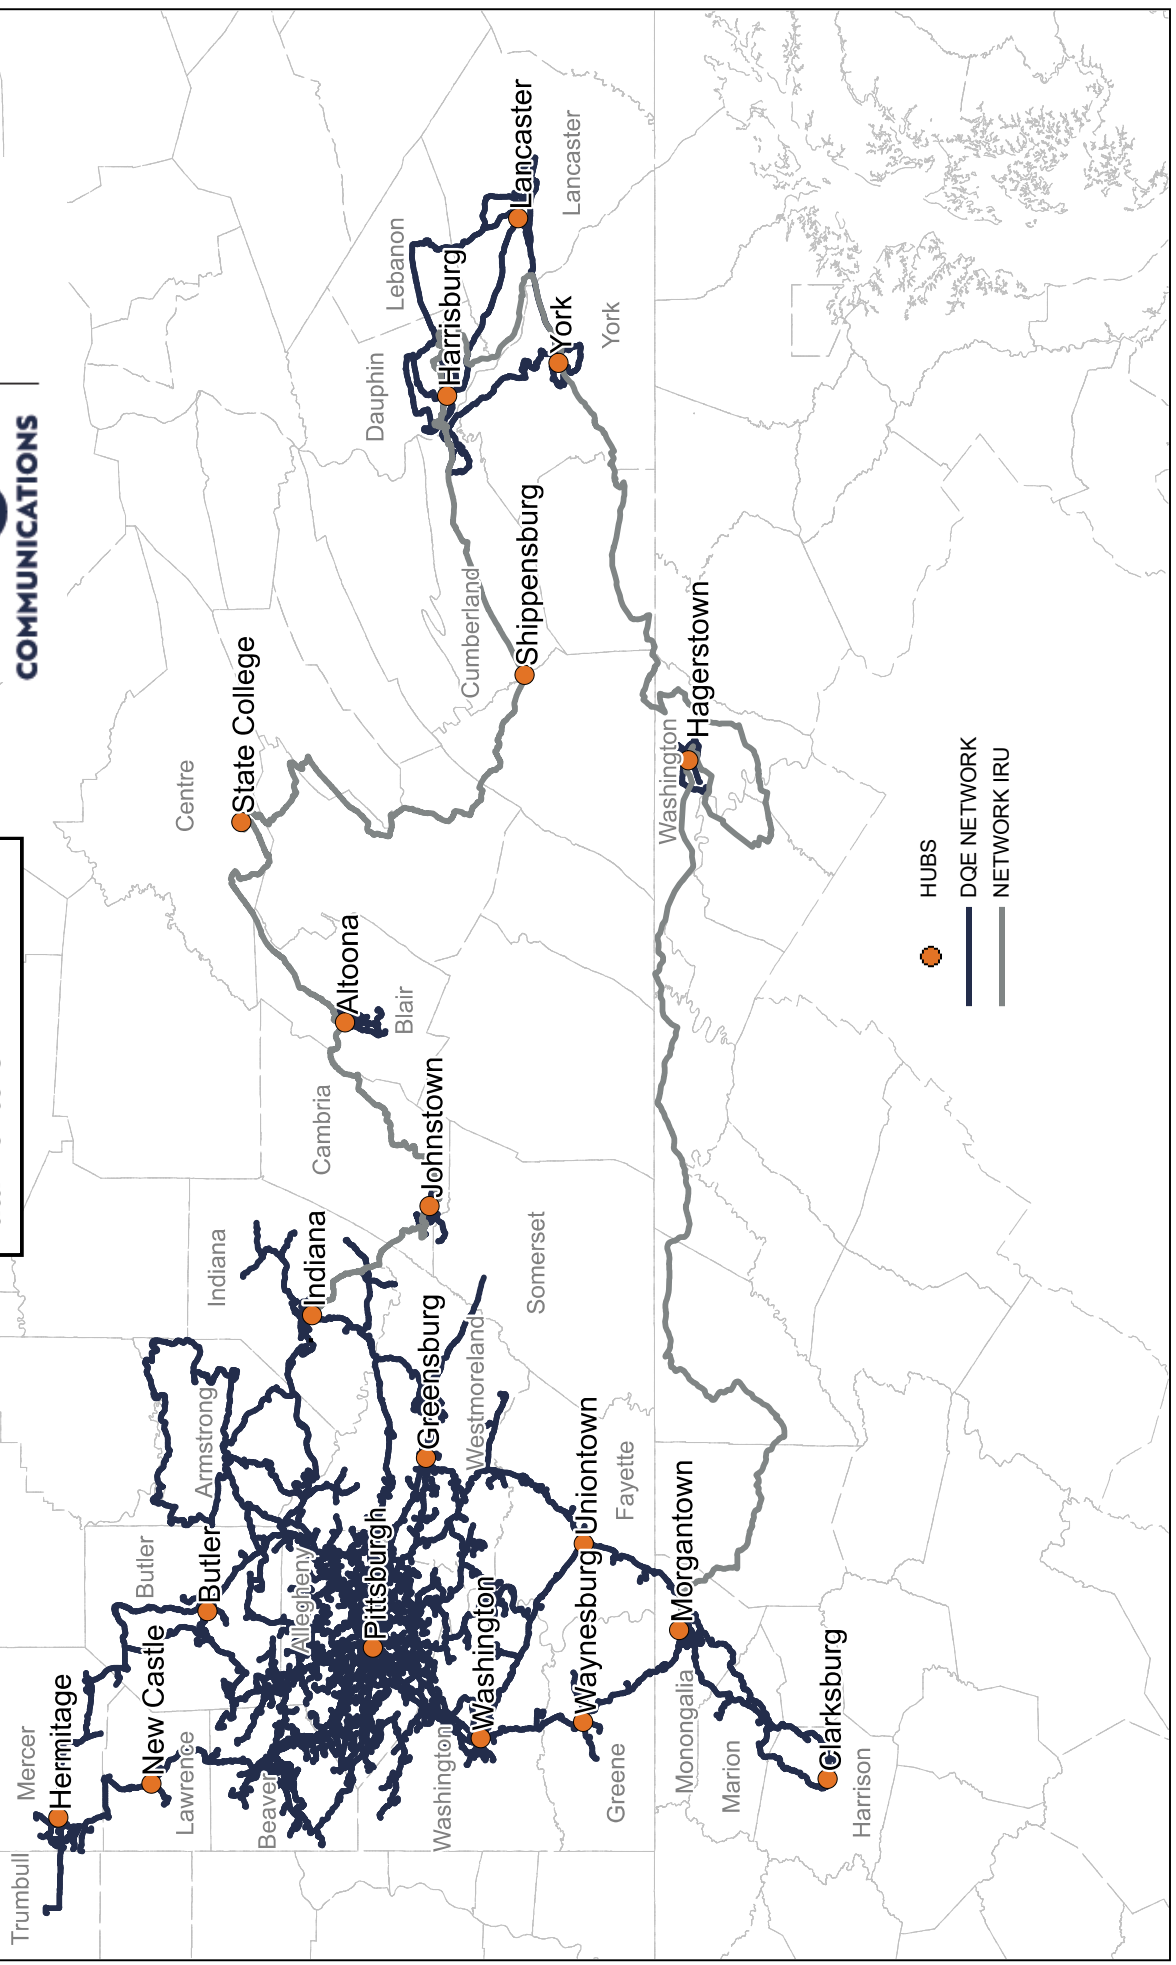 COMMUNICATIONS
Trumbull
Mercer
Hermitage
New Castle
Lawrence
Butler
Butler
Beaver
Armstrong
Allegheny
Pittsburgh
Indiana
Indiana
Greensburg
Westmoreland
Washington
Washington
Waynesburg
Greene
Uniontown
Fayette
Somerset
Johnstown
Cambria
Altoona
Blair
State College
Centre
Cumberland
Shippensburg
Dauphin
Harrisburg
Lebanon
Lancaster
Lancaster
York
York
Hagerstown
Washington
Morgantown
Monongalia
Marion
Clarksburg
Harrison
HUBS
DQE NETWORK
NETWORK IRU